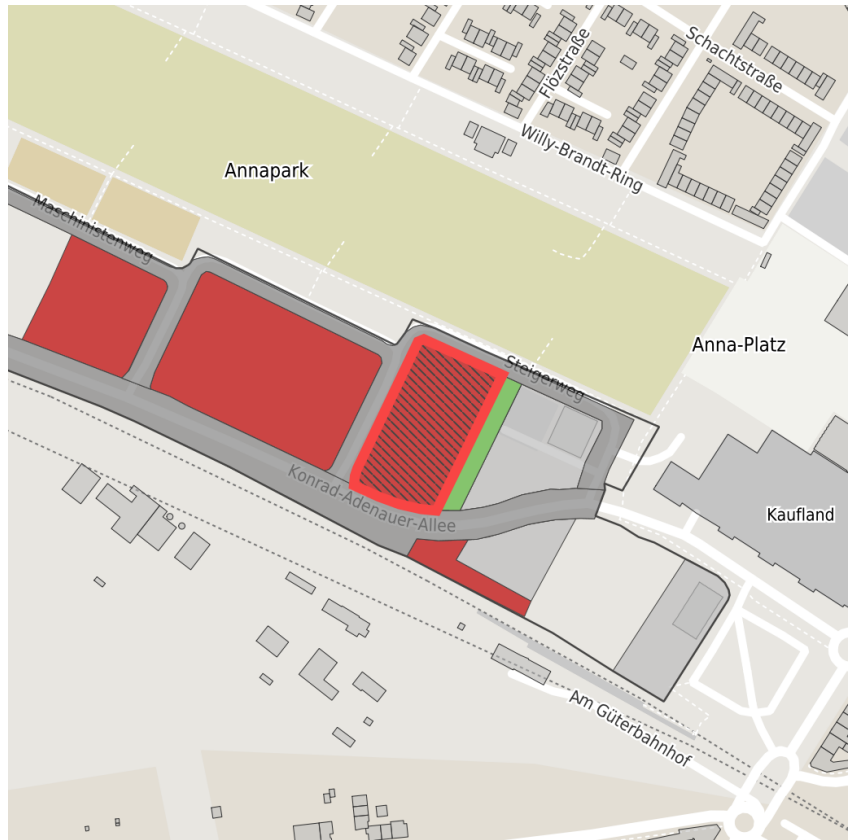 Schachtstraße
Flözstraße
Willy-Brandt-Ring
Annapark
Maschinistenweg
Anna-Platz
Steigerweg
Konrad-Adenauer-Allee
Kaufland
Am Güterbahnhof